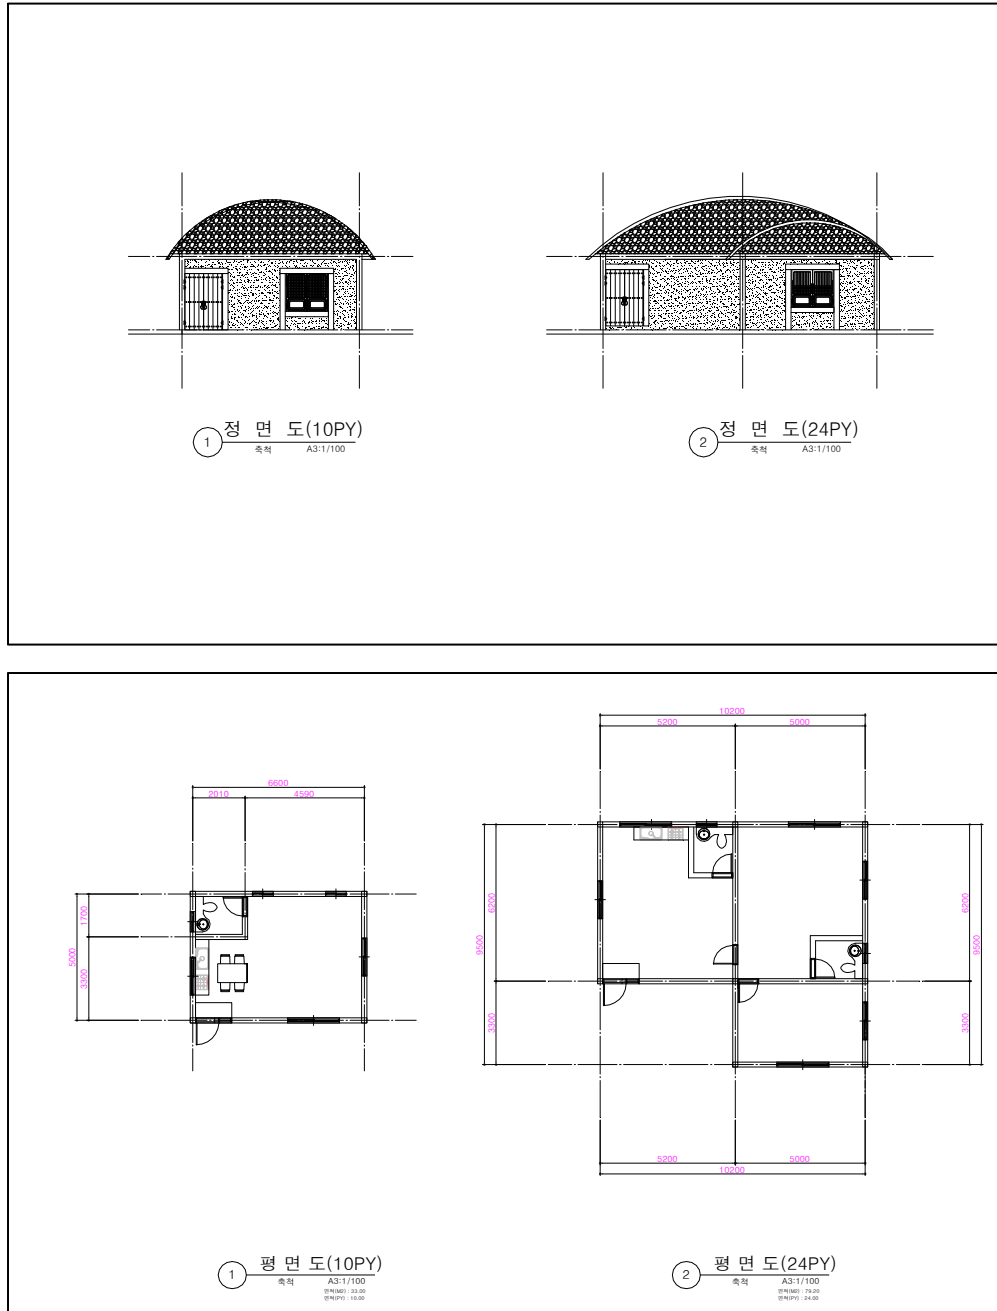 1
정 면 도(10PY)
축척 A3:1/100
2
정 면 도(24PY)
축척 A3:1/100
6600
2010 4590
5000
1700
3300
1
평 면 도(10PY)
축척 A3:1/100
면적(M2) : 33.00
면적(PY) : 10.00
10200
5200 5000
9500
6200
3300
6200
3300
9500
5200 5000
10200
2
평 면 도(24PY)
축척 A3:1/100
면적(M2) : 79.20
면적(PY) : 24.00